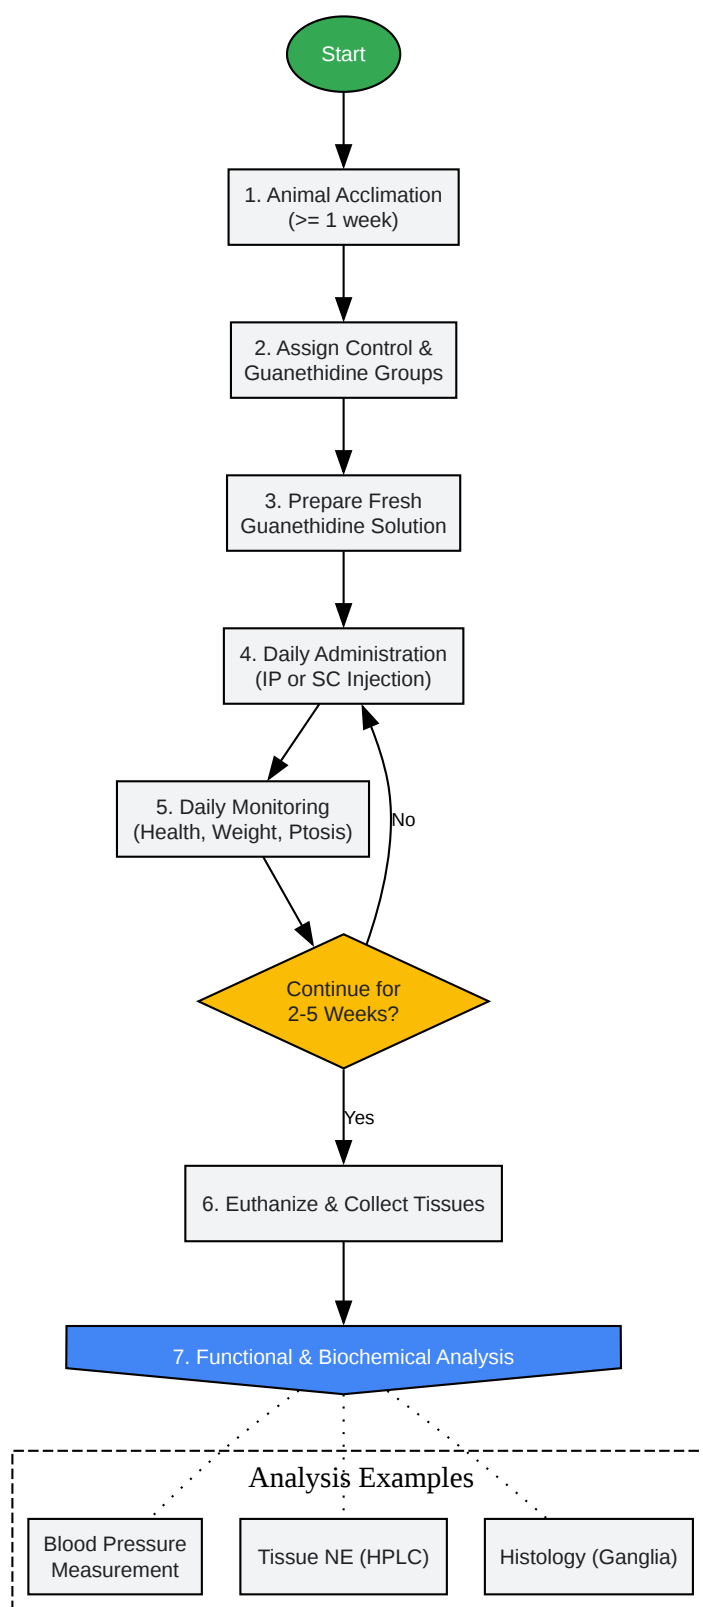 Start
1. Animal Acclimation
(>= 1 week)
2. Assign Control &
Guanethidine Groups
3. Prepare Fresh
Guanethidine Solution
4. Daily Administration
(IP or SC Injection)
5. Daily Monitoring
(Health, Weight, Ptosis)
No
Continue for
2-5 Weeks?
Yes
6. Euthanize & Collect Tissues
7. Functional & Biochemical Analysis
Analysis Examples
Blood Pressure
Measurement
Tissue NE (HPLC)
Histology (Ganglia)